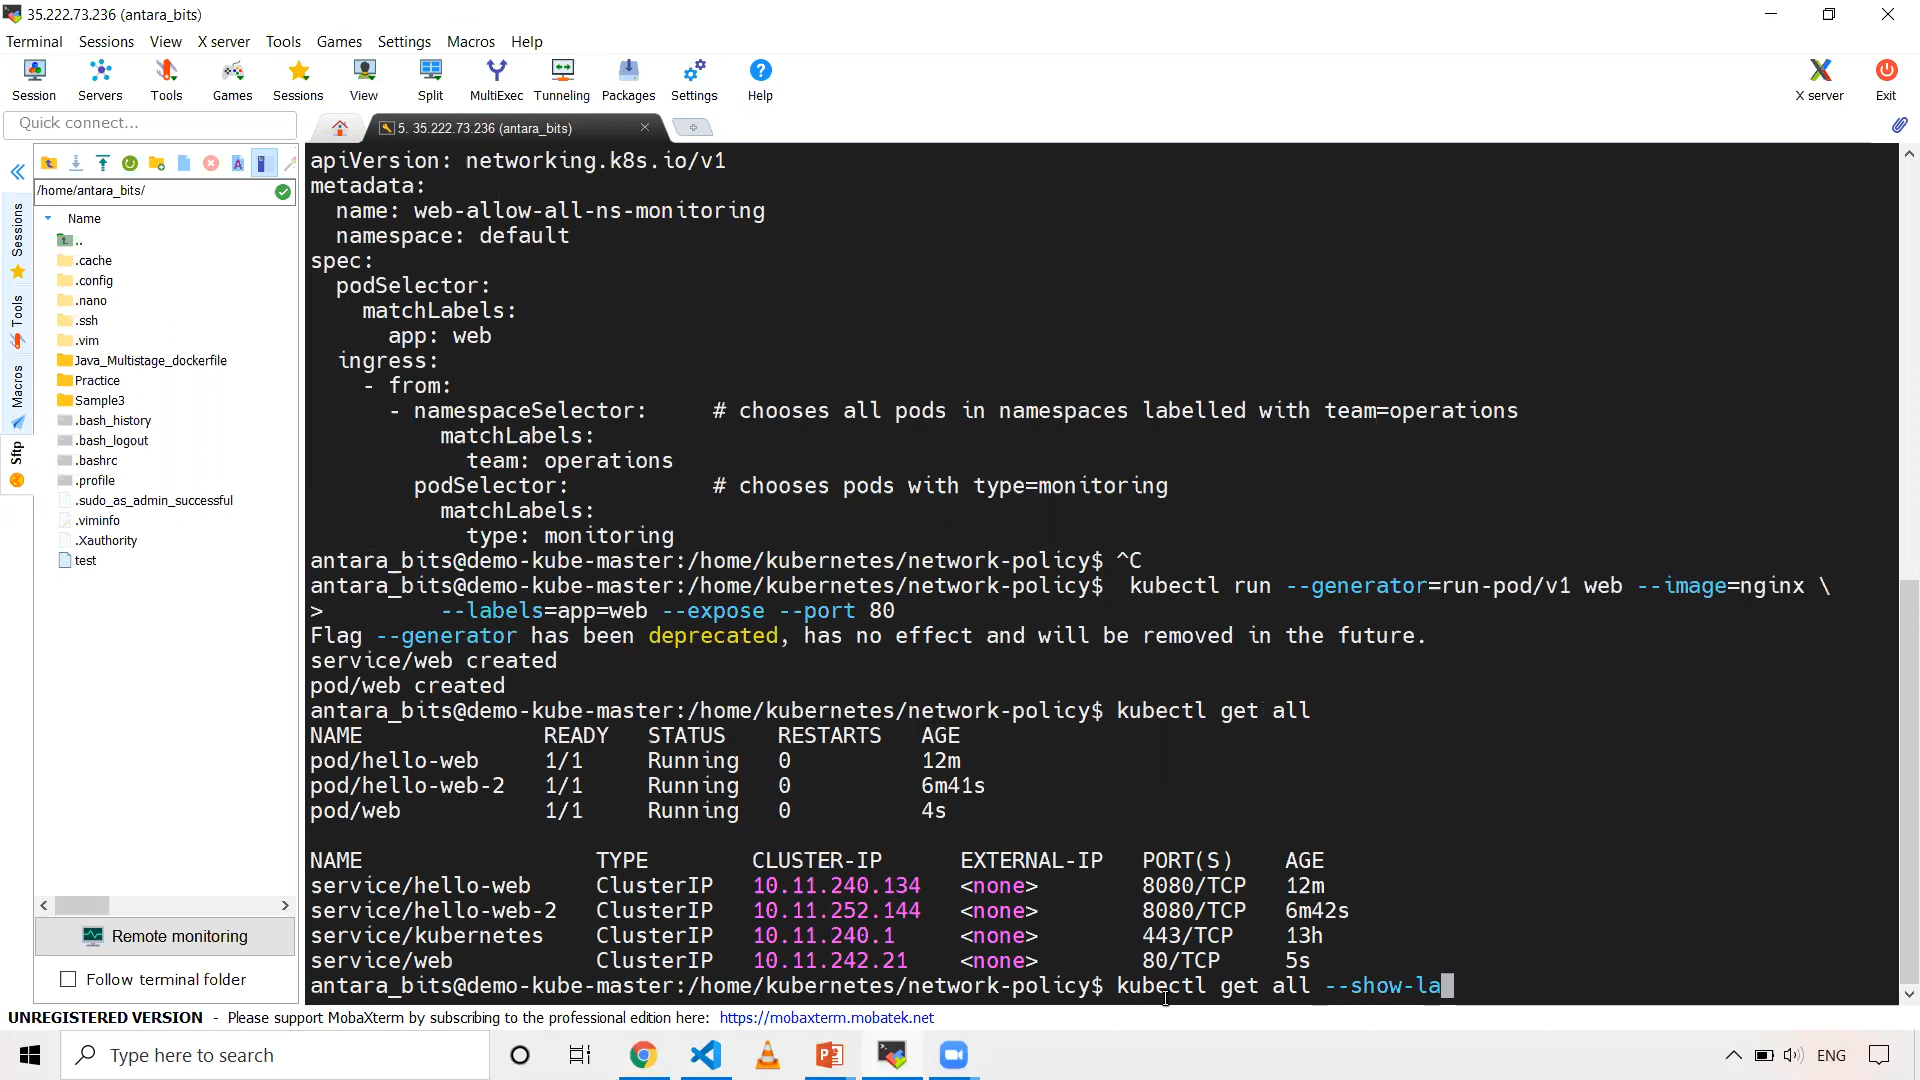 35.222.73.236 (antara_bits)
Terminal Sessions View X server Tools Games Settings Macros Help
Session Servers Tools Games Sessions View Split MultiExec Tunneling Packages Settings Help X server Exit
Quick connect...
5. 35.222.73.236 (antara_bits)
/home/antara_bits/
Name
..
.cache
.config
.nano
.ssh
.vim
Java_Multistage_dockerfile
Practice
Sample3
.bash_history
.bash_logout
.bashrc
.profile
.sudo_as_admin_successful
.viminfo
.Xauthority
test
Sessions
Tools
Macros
Sftp
Remote monitoring
Follow terminal folder
apiVersion: networking.k8s.io/v1
metadata:
  name: web-allow-all-ns-monitoring
  namespace: default
spec:
  podSelector:
    matchLabels:
      app: web
  ingress:
    - from:
      - namespaceSelector:     # chooses all pods in namespaces labelled with team=operations
          matchLabels:
            team: operations
        podSelector:           # chooses pods with type=monitoring
          matchLabels:
            type: monitoring
antara_bits@demo-kube-master:/home/kubernetes/network-policy$ ^C
antara_bits@demo-kube-master:/home/kubernetes/network-policy$  kubectl run --generator=run-pod/v1 web --image=nginx \
>         --labels=app=web --expose --port 80
Flag --generator has been deprecated, has no effect and will be removed in the future.
service/web created
pod/web created
antara_bits@demo-kube-master:/home/kubernetes/network-policy$ kubectl get all
NAME              READY   STATUS    RESTARTS   AGE
pod/hello-web     1/1     Running   0          12m
pod/hello-web-2   1/1     Running   0          6m41s
pod/web           1/1     Running   0          4s
NAME                  TYPE        CLUSTER-IP      EXTERNAL-IP   PORT(S)    AGE
service/hello-web     ClusterIP   10.11.240.134   <none>        8080/TCP   12m
service/hello-web-2   ClusterIP   10.11.252.144   <none>        8080/TCP   6m42s
service/kubernetes    ClusterIP   10.11.240.1     <none>        443/TCP    13h
service/web           ClusterIP   10.11.242.21    <none>        80/TCP     5s
antara_bits@demo-kube-master:/home/kubernetes/network-policy$ kubectl get all --show-la
UNREGISTERED VERSION - Please support MobaXterm by subscribing to the professional edition here: https://mobaxterm.mobatek.net
Type here to search
ENG